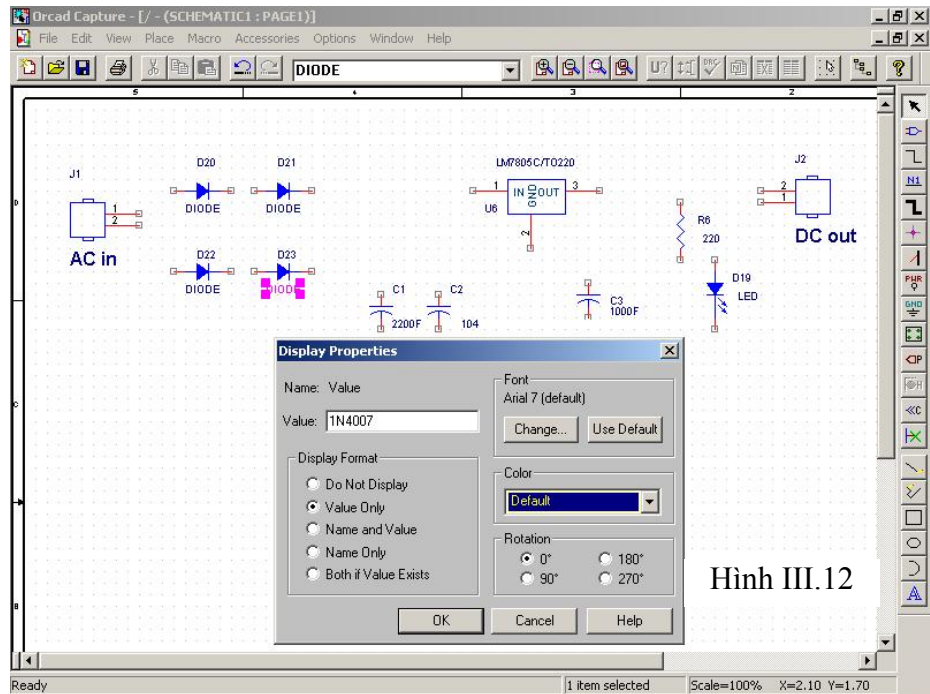 Orcad Capture - [/ - (SCHEMATIC1 : PAGE1)]
File Edit View Place Macro Accessories Options Window Help
DIODE
U?
5 4 3 2
D20 D21 LM7805C/TO220 J2
J1
1 IN OUT 3
GND
U6
2
2
1
DIODE DIODE
1
2
D
R6
220
DC out
AC in
D22 D23
DIODE DIODE
D19
LED
C1 C2
2200F 104
C3
1000F
N1
PWR
GND
Display Properties
Name: Value
Value: 1N4007
Font
Arial 7 (default)
Change... Use Default
Display Format
Do Not Display
Value Only
Name and Value
Name Only
Both if Value Exists
Color
Default
Rotation
0° 180°
90° 270°
OK Cancel Help
Hình III.12
C
B
A
Ready 1 item selected Scale=100% X=2.10 Y=1.70